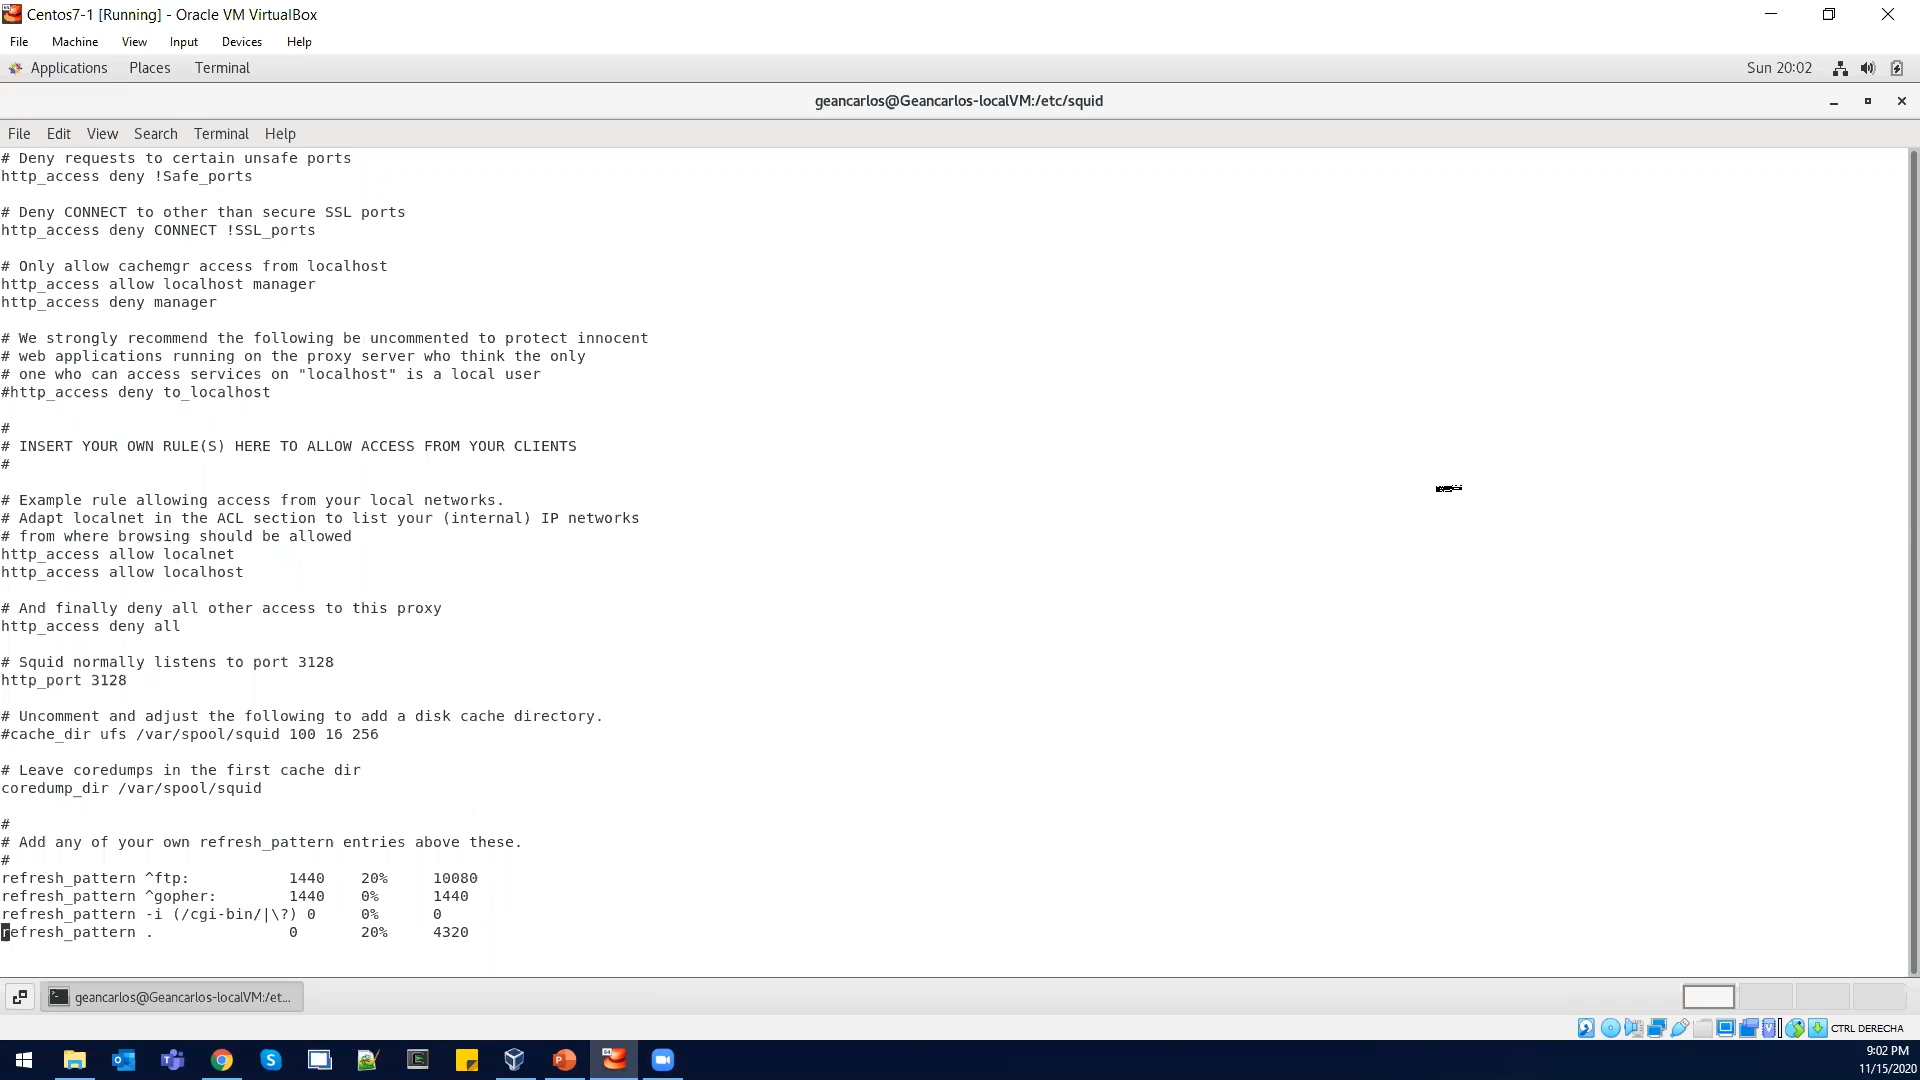 Centos7-1 [Running] - Oracle VM VirtualBox
File Machine View Input Devices Help
Applications Places Terminal Sun 20:02
geancarlos@Geancarlos-localVM:/etc/squid
File Edit View Search Terminal Help
# Deny requests to certain unsafe ports
http_access deny !Safe_ports
# Deny CONNECT to other than secure SSL ports
http_access deny CONNECT !SSL_ports
# Only allow cachemgr access from localhost
http_access allow localhost manager
http_access deny manager
# We strongly recommend the following be uncommented to protect innocent
# web applications running on the proxy server who think the only
# one who can access services on "localhost" is a local user
#http_access deny to_localhost
#
# INSERT YOUR OWN RULE(S) HERE TO ALLOW ACCESS FROM YOUR CLIENTS
#
# Example rule allowing access from your local networks.
# Adapt localnet in the ACL section to list your (internal) IP networks
# from where browsing should be allowed
http_access allow localnet
http_access allow localhost
# And finally deny all other access to this proxy
http_access deny all
# Squid normally listens to port 3128
http_port 3128
# Uncomment and adjust the following to add a disk cache directory.
#cache_dir ufs /var/spool/squid 100 16 256
# Leave coredumps in the first cache dir
coredump_dir /var/spool/squid
#
# Add any of your own refresh_pattern entries above these.
#
refresh_pattern ^ftp: 1440 20% 10080
refresh_pattern ^gopher: 1440 0% 1440
refresh_pattern -i (/cgi-bin/|\?) 0 0% 0
refresh_pattern . 0 20% 4320
geancarlos@Geancarlos-localVM:/et...
CTRL DERECHA
9:02 PM
11/15/2020